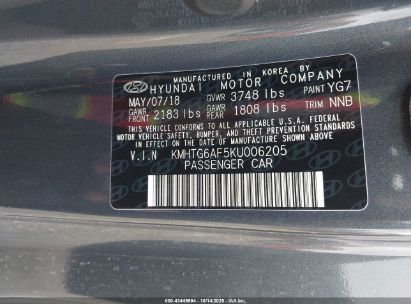 MANUFACTURED IN KOREA BY
HYUNDAI MOTOR COMPANY
MAY/07/18 GVWR 3748 lbs PAINT YG7
GAWR FRONT 2183 lbs GAWR REAR 1808 lbs TRIM NNB
THIS VEHICLE CONFORMS TO ALL APPLICABLE U.S.A. FEDERAL
MOTOR VEHICLE SAFETY, BUMPER, AND THEFT PREVENTION STANDARDS
IN EFFECT ON THE DATE OF MANUFACTURE SHOWN ABOVE.
V.I.N KMHTG6AF5KU006205
PASSENGER CAR